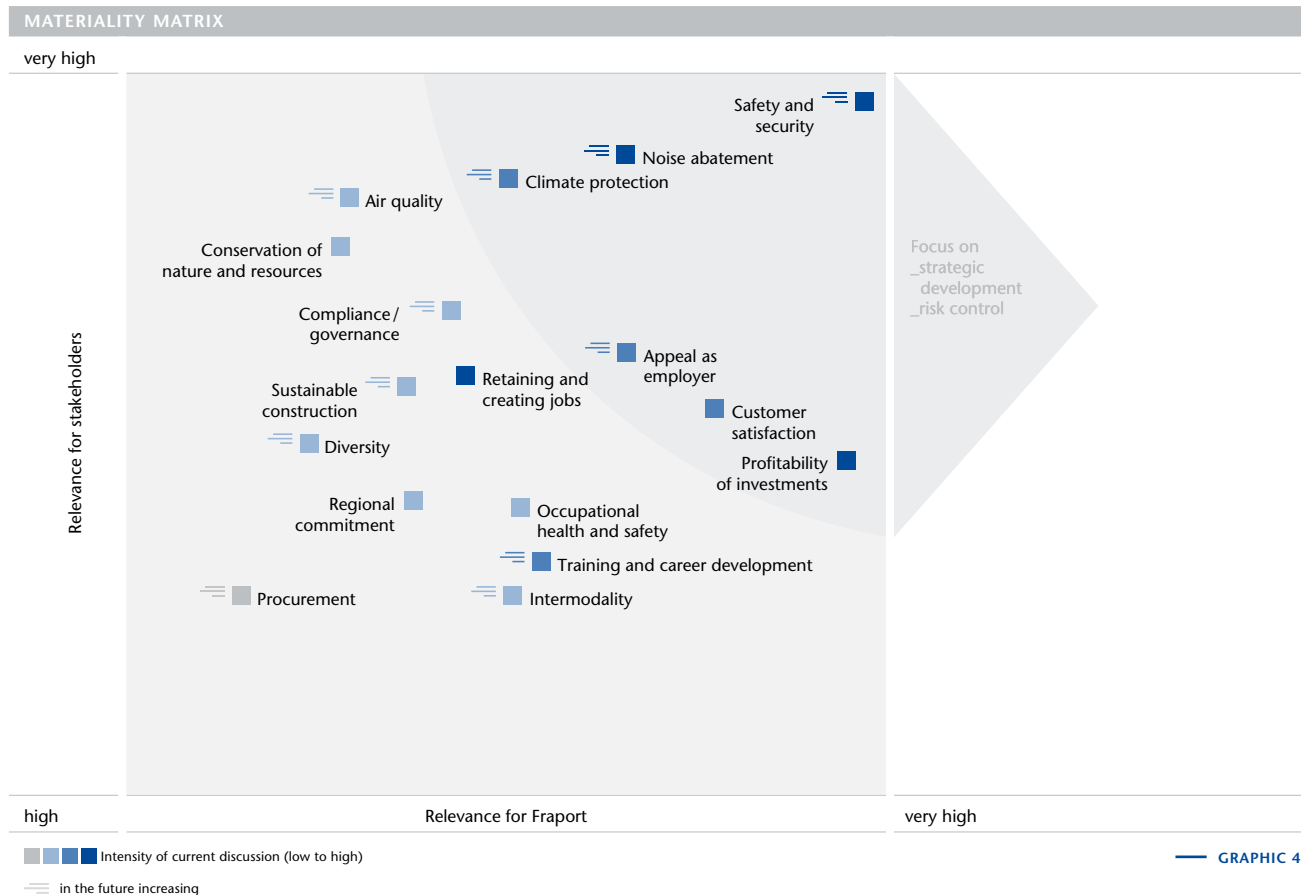 MATERIALITY MATRIX
very high
Safety and
security
Noise abatement
Climate protection
Air quality
Conservation of
nature and resources
Focus on
_strategic
development
_risk control
Compliance/
governance
Relevance for stakeholders
Appeal as
employer
Retaining and
creating jobs
Sustainable
construction
Customer
satisfaction
Diversity
Profitability
of investments
Regional
commitment
Occupational
health and safety
Training and career development
Procurement
Intermodality
high
Relevance for Fraport
very high
Intensity of current discussion (low to high)
GRAPHIC 4
in the future increasing